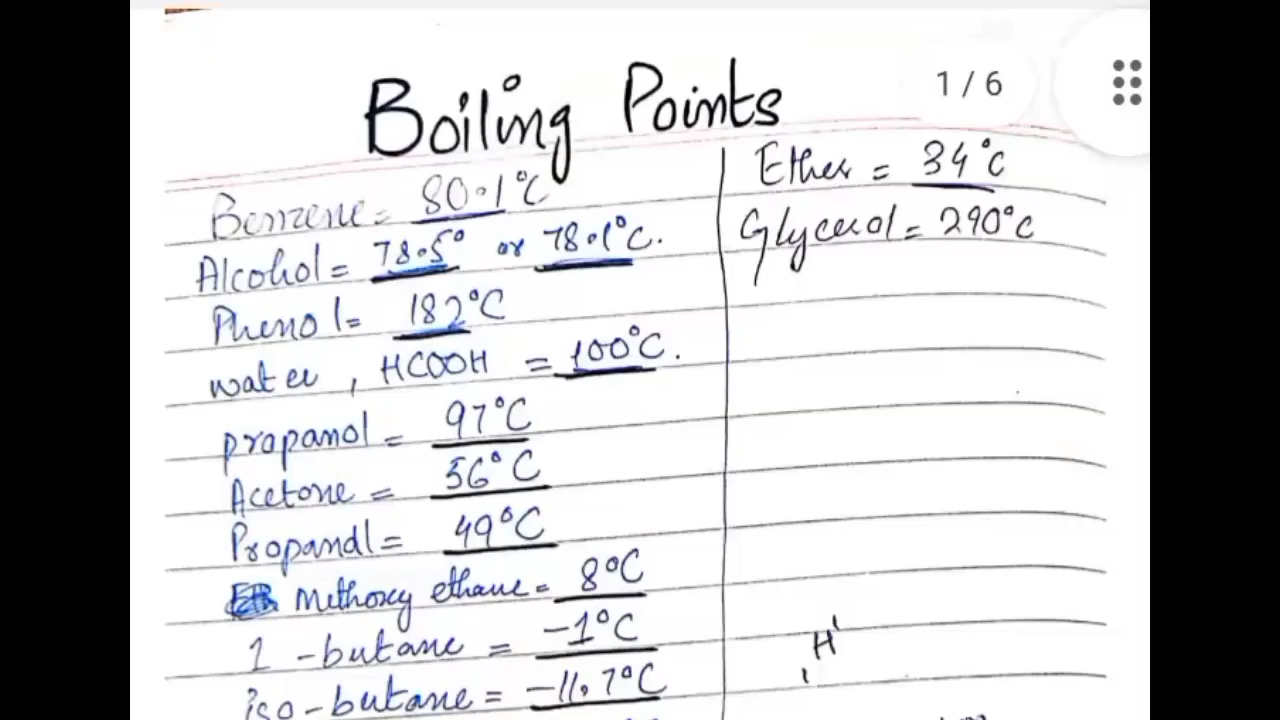 Boiling Points
1 / 6
Benzene = 80.1°C
Alcohol = 78.5° or 78.1°C.
Phenol = 182°C
water, HCOOH = 100°C.
propanol = 97°C
Acetone = 56°C
Propanal = 49°C
Methoxy ethane = 8°C
1-butane = -1°C
iso-butane = -11.7°C
Ether = 34°C
Glycerol = 290°C
H